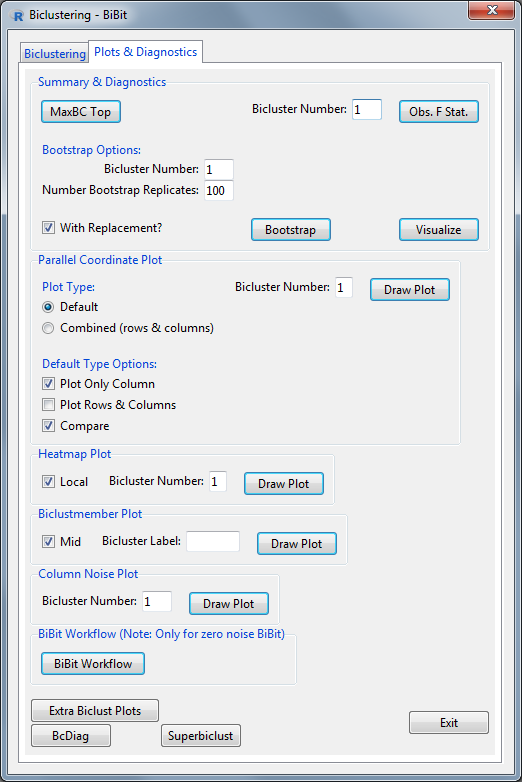 Biclustering - BiBit
Biclustering Plots & Diagnostics
Summary & Diagnostics
MaxBC Top Bicluster Number: 1 Obs. F Stat.
Bootstrap Options:
Bicluster Number: 1
Number Bootstrap Replicates: 100
With Replacement? Bootstrap Visualize
Parallel Coordinate Plot
Plot Type: Bicluster Number: 1 Draw Plot
Default
Combined (rows & columns)
Default Type Options:
Plot Only Column
Plot Rows & Columns
Compare
Heatmap Plot
Local Bicluster Number: 1 Draw Plot
Biclustmember Plot
Mid Bicluster Label: Draw Plot
Column Noise Plot
Bicluster Number: 1 Draw Plot
BiBit Workflow (Note: Only for zero noise BiBit)
BiBit Workflow
Extra Biclust Plots
Exit
BcDiag Superbiclust